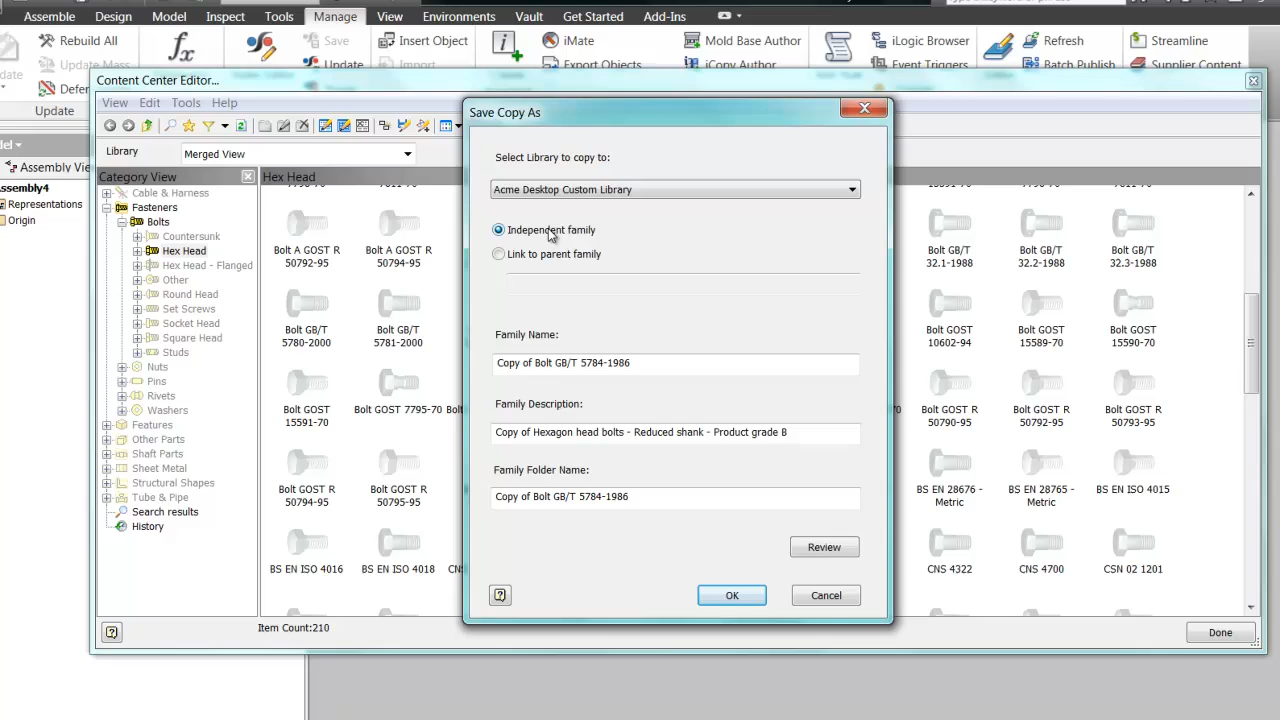 Assemble Design Model Inspect Tools Manage View Environments Vault Get Started Add-Ins
Rebuild All Save Insert Object iMate Mold Base Author iLogic Browser Refresh Streamline
Update Mass Update Import Export Objects iCopy Author Event Triggers Batch Publish Supplier Content
Defer
Update
Assembly4
Assembly Vie
Representations
Origin
Content Center Editor...
View Edit Tools Help
Library Merged View
Category View
Cable & Harness
Fasteners
Bolts
Countersunk
Hex Head
Hex Head - Flanged
Other
Round Head
Set Screws
Socket Head
Square Head
Studs
Nuts
Pins
Rivets
Washers
Features
Other Parts
Shaft Parts
Sheet Metal
Structural Shapes
Tube & Pipe
Search results
History
Hex Head
Bolt A GOST R
50792-95
Bolt A GOST R
50794-95
Bolt GB/T
5780-2000
Bolt GB/T
5781-2000
Bolt GOST
15591-70
Bolt GOST 7795-70
Bolt GOST R
50794-95
Bolt GOST R
50795-95
BS EN ISO 4016
BS EN ISO 4018
Save Copy As
Select Library to copy to:
Acme Desktop Custom Library
Independent family
Link to parent family
Family Name:
Copy of Bolt GB/T 5784-1986
Family Description:
Copy of Hexagon head bolts - Reduced shank - Product grade B
Family Folder Name:
Copy of Bolt GB/T 5784-1986
Review
OK Cancel
Bolt GB/T
32.1-1988
Bolt GB/T
32.2-1988
Bolt GB/T
32.3-1988
Bolt GOST
10602-94
Bolt GOST
15589-70
Bolt GOST
15590-70
Bolt GOST R
50790-92
Bolt GOST R
50792-95
Bolt GOST R
50793-95
BS EN 28676 -
Metric
BS EN 28765 -
Metric
BS EN ISO 4015
CNS 4322
CNS 4700
CSN 02 1201
Item Count:210
Done